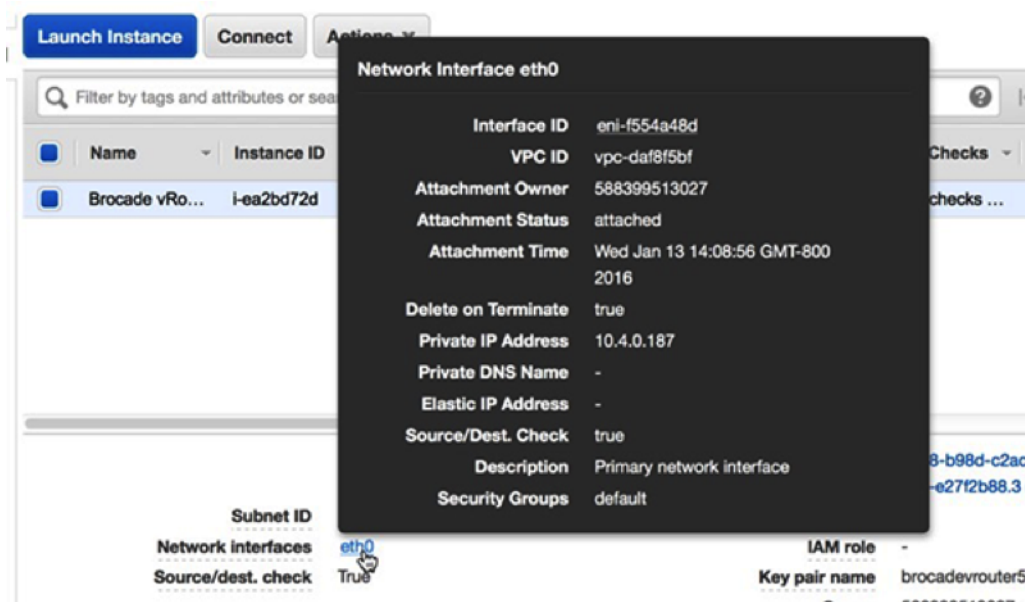 Launch Instance Connect Actions
Network Interface eth0
Filter by tags and attributes or sea
Interface ID eni-f554a48d
Name Instance ID VPC ID vpc-daf8f5bf Checks
Brocade vRo... i-ea2bd72d Attachment Owner 588399513027 checks ...
Attachment Status attached
Attachment Time Wed Jan 13 14:08:56 GMT-800
2016
Delete on Terminate true
Private IP Address 10.4.0.187
Private DNS Name -
Elastic IP Address -
Source/Dest. Check true
8-b98d-c2ac
Description Primary network interface
-e27f2b88.3
Security Groups default
Subnet ID
Network interfaces eth0 IAM role -
Source/dest. check True Key pair name brocadevrouter5